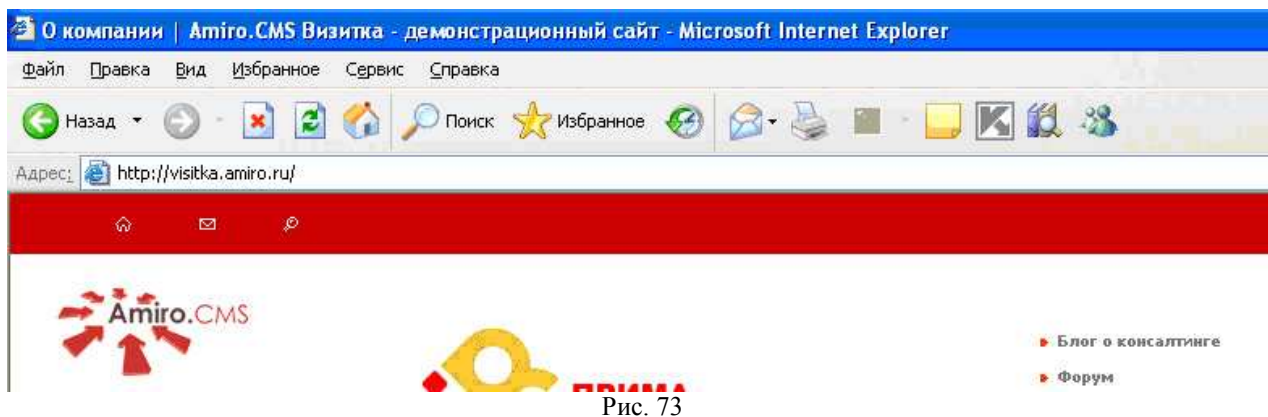 О компании | Amiro.CMS Визитка - демонстрационный сайт - Microsoft Internet Explorer
Файл Правка Вид Избранное Сервис Справка
Назад Поиск Избранное
Адрес: http://visitka.amiro.ru/
Amiro.CMS
Блог о консалтинге
ПРИМА
Форум
Рис. 73